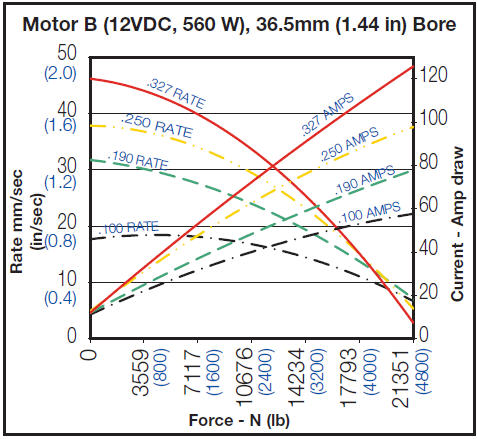 Motor B (12VDC, 560 W), 36.5mm (1.44 in) Bore
Rate mm/sec
(in/sec)
50
(2.0)
40
(1.6)
30
(1.2)
20
(0.8)
10
(0.4)
0
.327 RATE
.250 RATE
.190 RATE
.100 RATE
.327 AMPS
.250 AMPS
.190 AMPS
.100 AMPS
120
100
80
60
40
20
0
Current - Amp draw
0
3559
(800)
7117
(1600)
10676
(2400)
14234
(3200)
17793
(4000)
21351
(4800)
Force - N (lb)